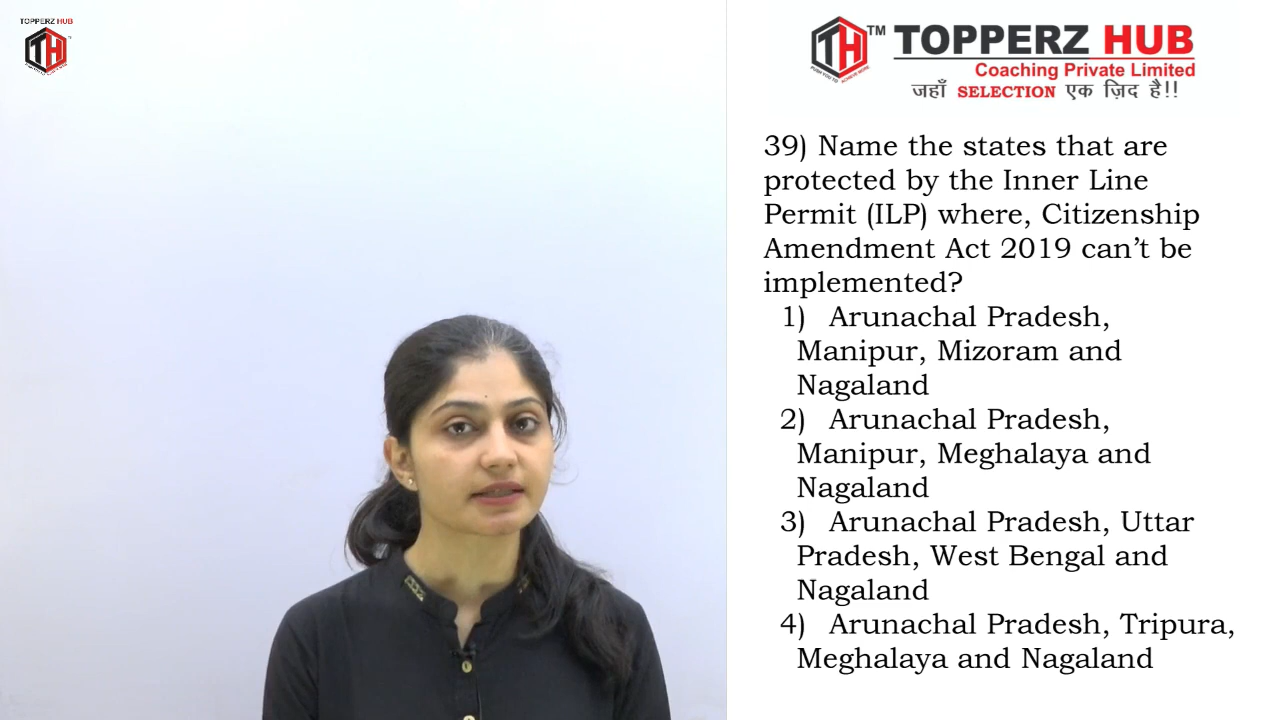 TOPPERZ HUB
TH
TH TM TOPPERZ HUB
Coaching Private Limited
जहाँ SELECTION एक ज़िद है!!
39) Name the states that are
protected by the Inner Line
Permit (ILP) where, Citizenship
Amendment Act 2019 can’t be
implemented?
1) Arunachal Pradesh,
Manipur, Mizoram and
Nagaland
2) Arunachal Pradesh,
Manipur, Meghalaya and
Nagaland
3) Arunachal Pradesh, Uttar
Pradesh, West Bengal and
Nagaland
4) Arunachal Pradesh, Tripura,
Meghalaya and Nagaland